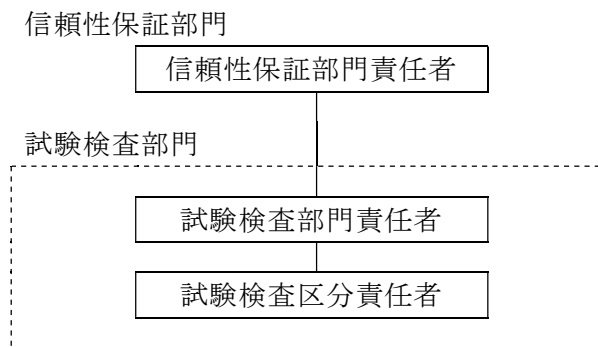 信頼性保証部門
信頼性保証部門責任者
試験検査部門
試験検査部門責任者
試験検査区分責任者